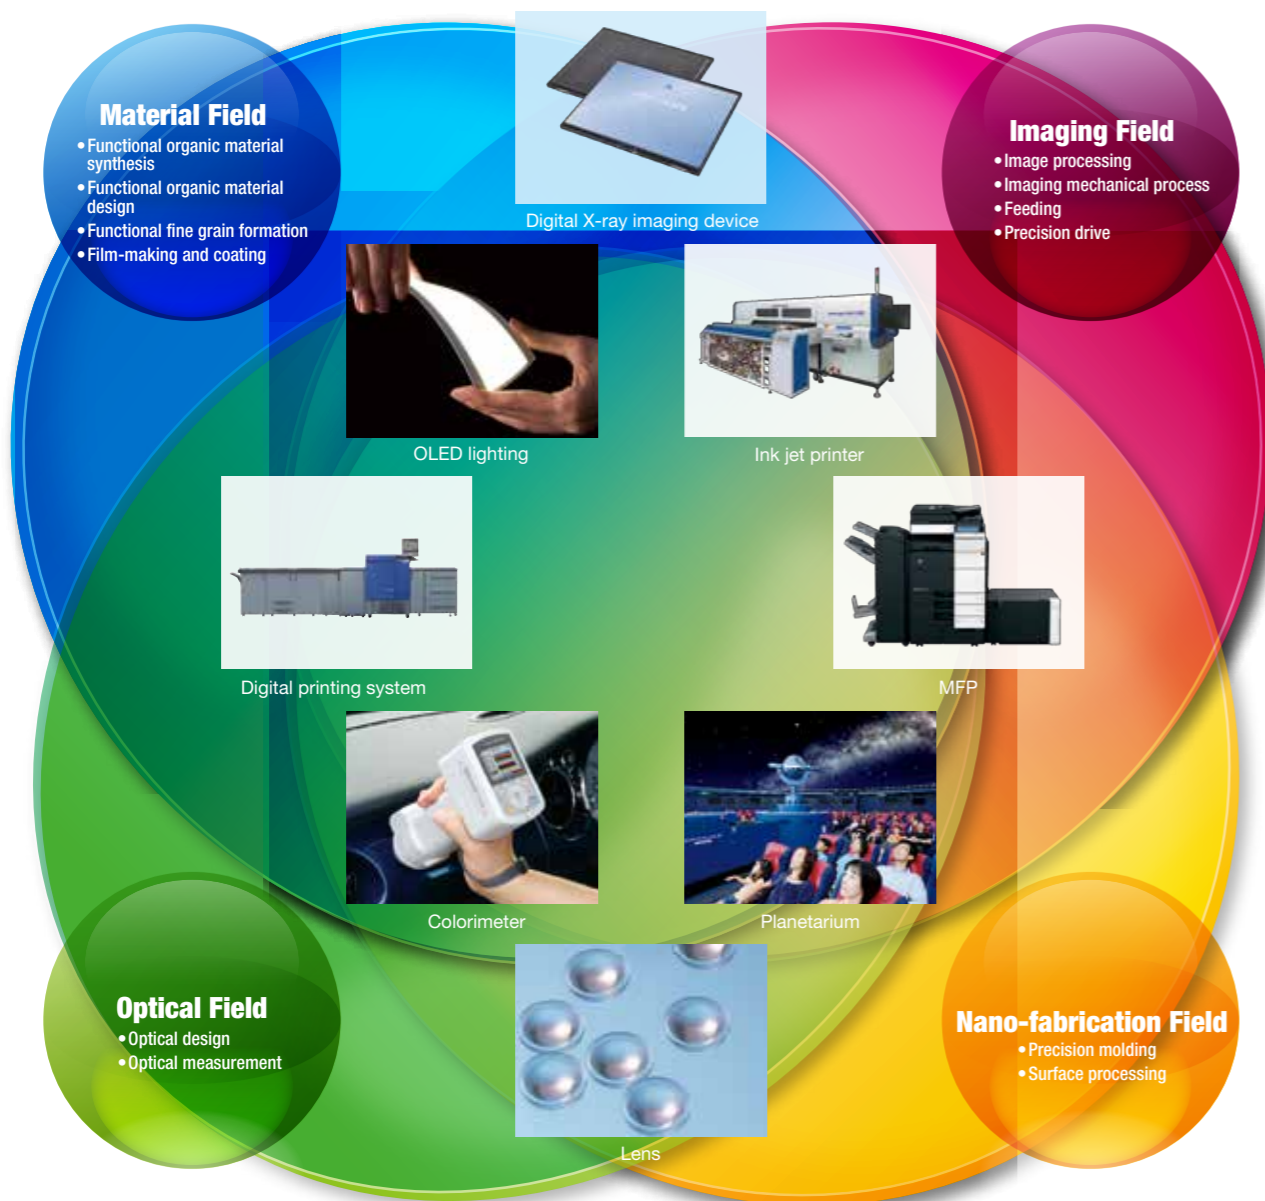 Material Field
•Functional organic material
synthesis
•Functional organic material
design
•Functional fine grain formation
•Film-making and coating
Imaging Field
•Image processing
•Imaging mechanical process
•Feeding
•Precision drive
Digital X-ray imaging device
OLED lighting
Ink jet printer
Digital printing system
MFP
Colorimeter
Planetarium
Optical Field
•Optical design
•Optical measurement
Nano-fabrication Field
•Precision molding
•Surface processing
Lens